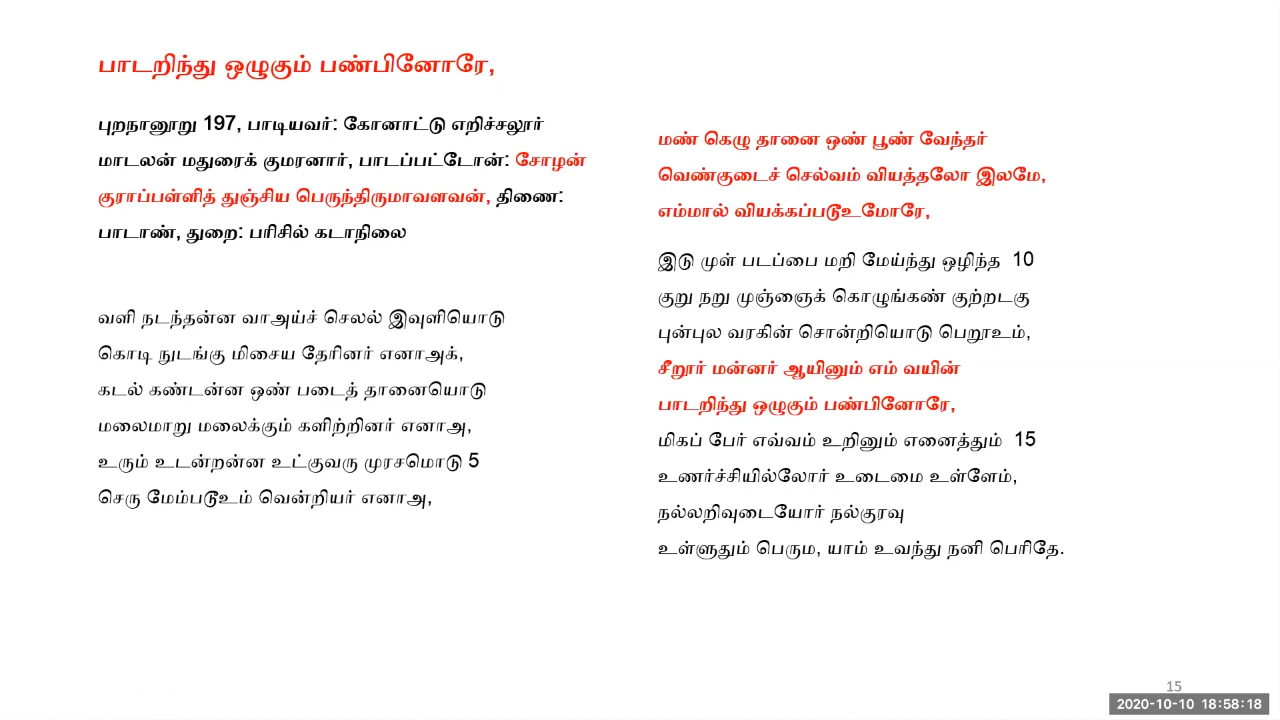 பாடறிந்து ஒழுகும் பண்பினோரே,
புறநானூறு 197, பாடியவர்: கோனாட்டு எறிச்சலூர்
மாடலன் மதுரைக் குமரனார், பாடப்பட்டோன்: சோழன்
குராப்பள்ளித் துஞ்சிய பெருந்திருமாவளவன், திணை:
பாடாண், துறை: பரிசில் கடாநிலை
வளி நடந்தன்ன வாஅய்ச் செலல் இவுளியொடு
கொடி நுடங்கு மிசைய தேரினர் எனாஅக்,
கடல் கண்டன்ன ஒண் படைத் தானையொடு
மலைமாறு மலைக்கும் களிற்றினர் எனாஅ,
உரும் உடன்றன்ன உட்குவரு முரசமொடு 5
செரு மேம்படூஉம் வென்றியர் எனாஅ,
மண் கெழு தானை ஒண் பூண் வேந்தர்
வெண்குடைச் செல்வம் வியத்தலோ இலமே,
எம்மால் வியக்கப்படூஉமோரே,
இடு முள் படப்பை மறி மேய்ந்து ஒழிந்த 10
குறு நறு முஞ்ஞைக் கொழுங்கண் குற்றடகு
புன்புல வரகின் சொன்றியொடு பெறூஉம்,
சீறூர் மன்னர் ஆயினும் எம் வயின்
பாடறிந்து ஒழுகும் பண்பினோரே,
மிகப் பேர் எவ்வம் உறினும் எனைத்தும் 15
உணர்ச்சியில்லோர் உடைமை உள்ளேம்,
நல்லறிவுடையோர் நல்குரவு
உள்ளுதும் பெரும, யாம் உவந்து நனி பெரிதே.
15
2020-10-10 18:58:18